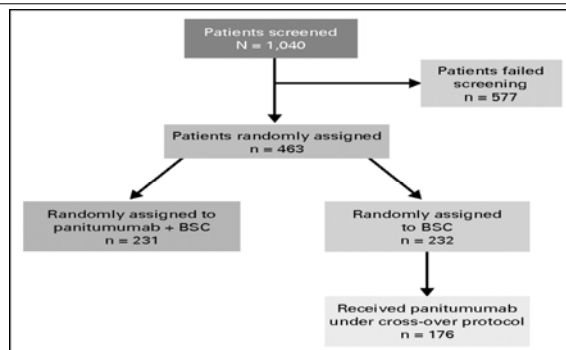 Patients screened
N = 1,040
Patients failed
screening
n = 577
Patients randomly assigned
n = 463
Randomly assigned to
panitumumab + BSC
n = 231
Randomly assigned
to BSC
n = 232
Received panitumumab
under cross-over protocol
n = 176